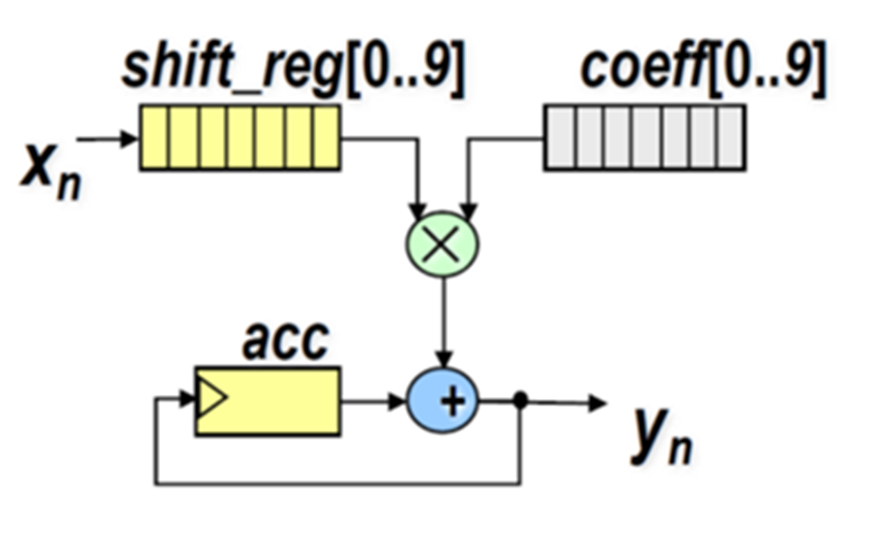 shift_reg[0..9]
coeff[0..9]
xn
×
acc
+
yn